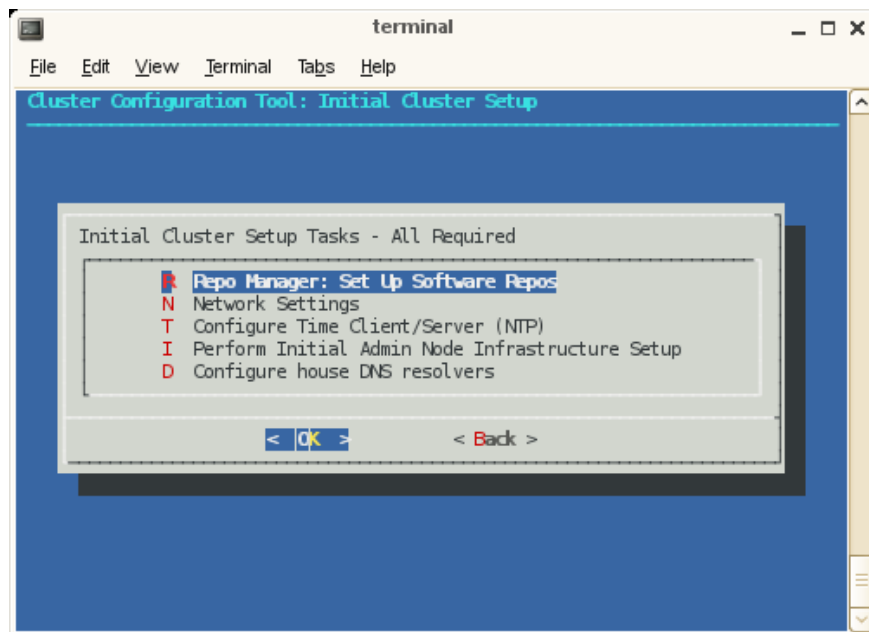 terminal
File Edit View Terminal Tabs Help
Cluster Configuration Tool: Initial Cluster Setup
Initial Cluster Setup Tasks - All Required
R Repo Manager: Set Up Software Repos
N Network Settings
T Configure Time Client/Server (NTP)
I Perform Initial Admin Node Infrastructure Setup
D Configure house DNS resolvers
< OK > < Back >